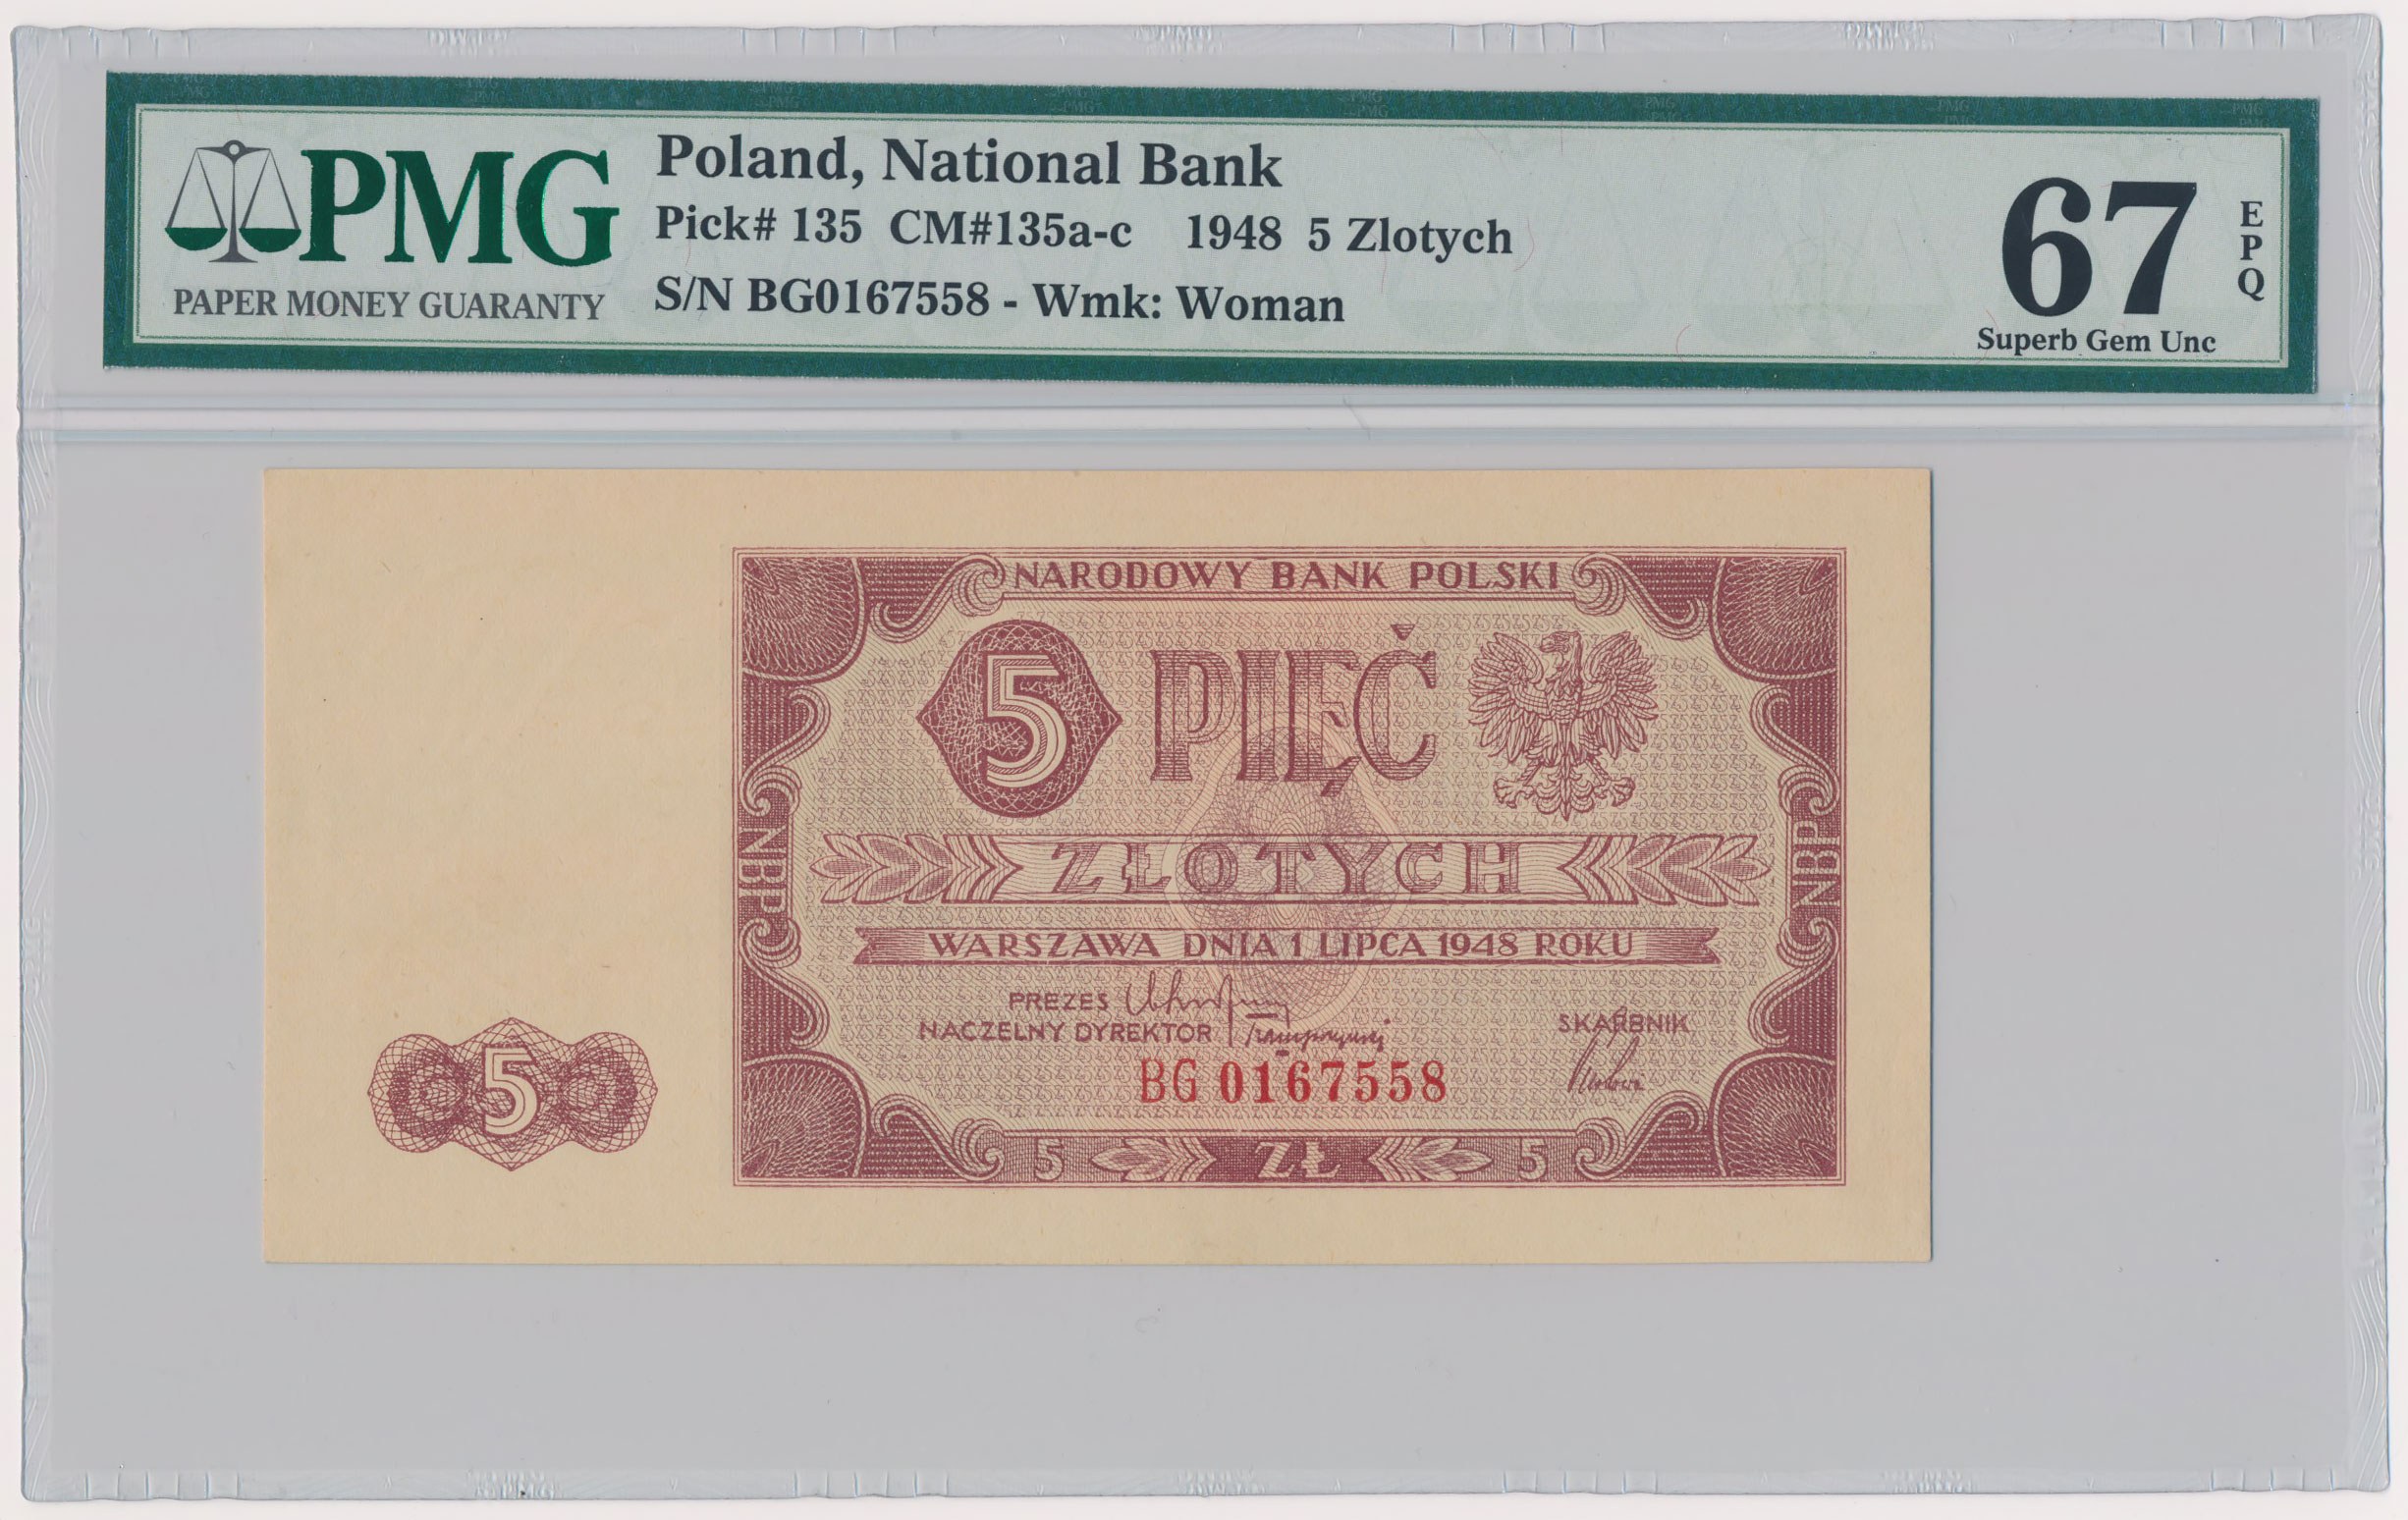 PMG
PAPER MONEY GUARANTY
Poland, National Bank
Pick# 135 CM#135a-c 1948 5 Zlotych
S/N BG0167558 - Wmk: Woman
67
EPQ
Superb Gem Unc
NARODOWY BANK POLSKI
5 PIĘĆ
ZŁOTYCH
NBP
NBP
WARSZAWA DNIA 1 LIPCA 1948 ROKU
PREZES
NACZELNY DYREKTOR
SKARBNIK
BG 0167558
5
5 ZŁ 5